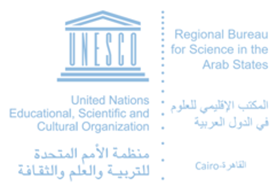 UNESCO
United Nations
Educational, Scientific and
Cultural Organization
منظمة الأمم المتحدة
للتربية والعلم والثقافة
Regional Bureau
for Science in the
Arab States
المكتب الإقليمي للعلوم
في الدول العربية
القاهرة-Cairo